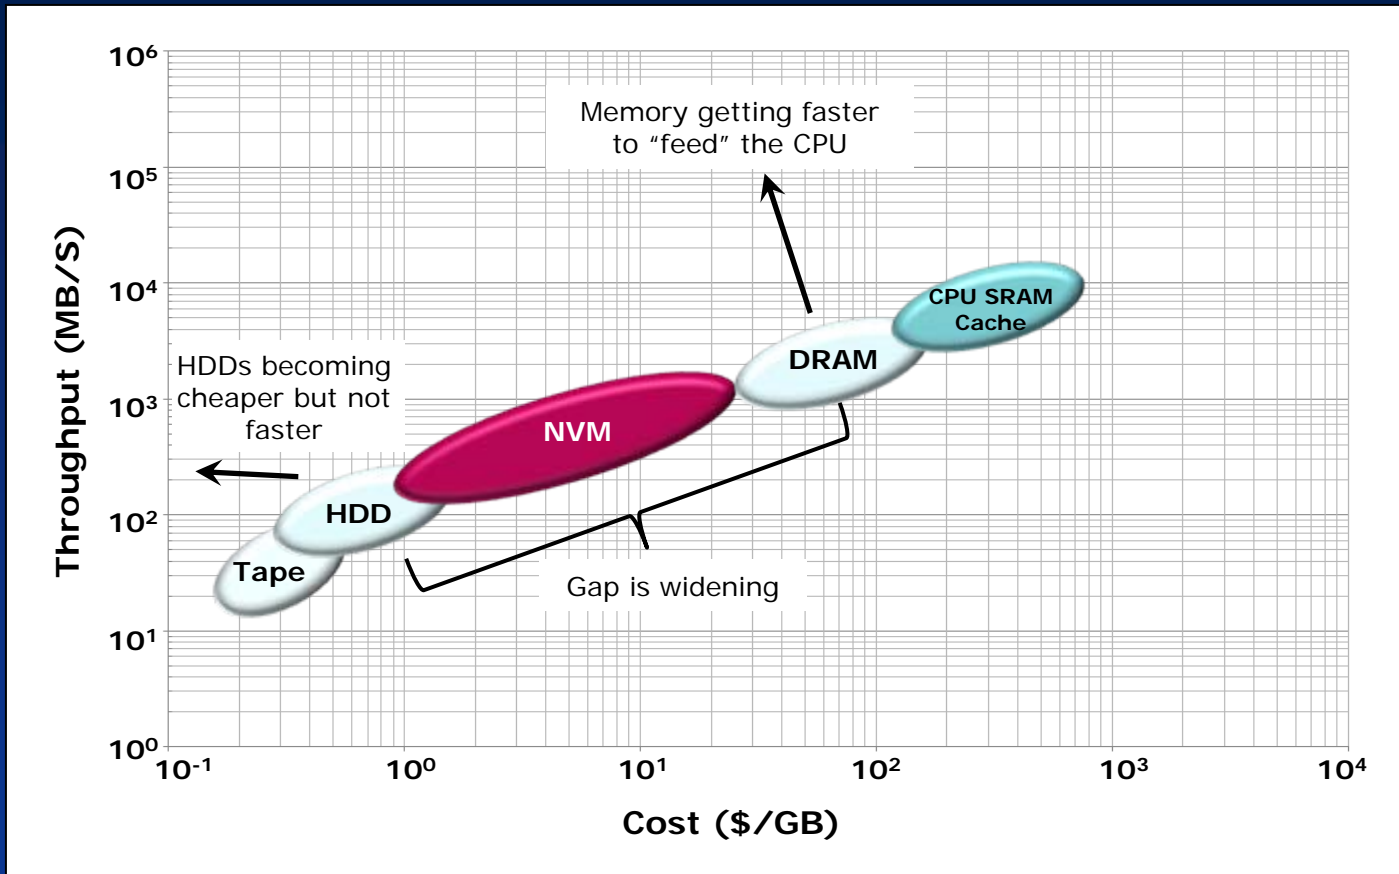 10⁶
Memory getting faster
to “feed” the CPU
10⁵
Throughput (MB/S)
10⁴
CPU SRAM
Cache
DRAM
HDDs becoming
cheaper but not
faster
10³
NVM
10²
HDD
Tape
Gap is widening
10¹
10⁰
10⁻¹ 10⁰ 10¹ 10² 10³ 10⁴
Cost ($/GB)